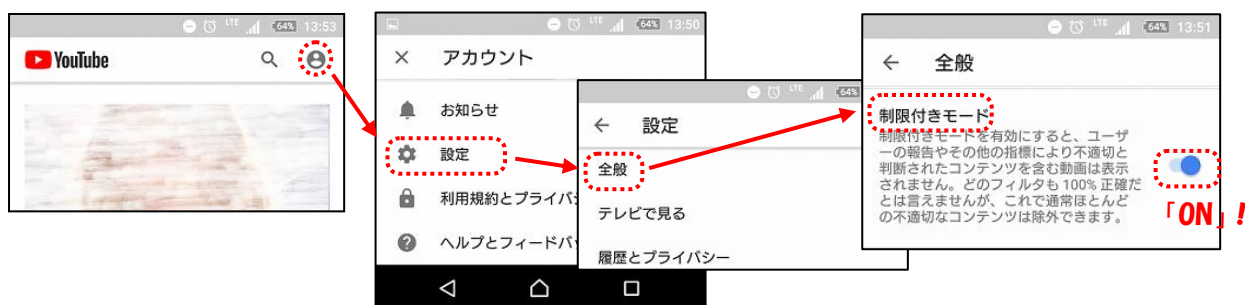 LTE 64% 13:53
YouTube
LTE 64% 13:50
アカウント
お知らせ
設定
利用規約とプライバシ
ヘルプとフィードバッ
LTE 64%
設定
全般
テレビで見る
履歴とプライバシー
LTE 64% 13:51
全般
制限付きモード
制限付きモードを有効にすると、ユーザ
ーの報告やその他の指標により不適切と
判断されたコンテンツを含む動画は表示
されません。どのフィルタも 100% 正確だ
とは言えませんが、これで通常ほとんど
の不適切なコンテンツは除外できます。
「ON」!